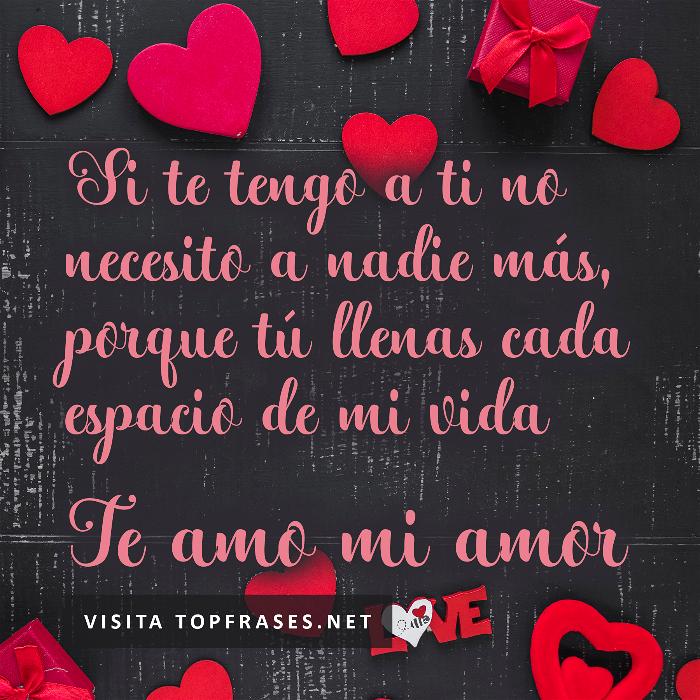 Si te tengo a ti no
necesito a nadie más,
porque tú llenas cada
espacio de mi vida
Te amo mi amor
VISITA TOPFRASES.NET
LOVE